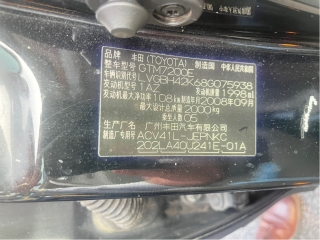 品牌 丰田(TOYOTA) 制造国 中华人民共和国
整车型号 GTM7200E
车辆识别代号 LVGBH42K68G075938
发动机型号 1AZ 发动机排量 1998mL
发动机最大功率 108kW 制造年月 2008年09月
最大设计总质量 2000kg
乘坐人数 05
生产厂名 广州丰田汽车有限公司
ACV41L-JEPNKC
202LA40U241E-01A